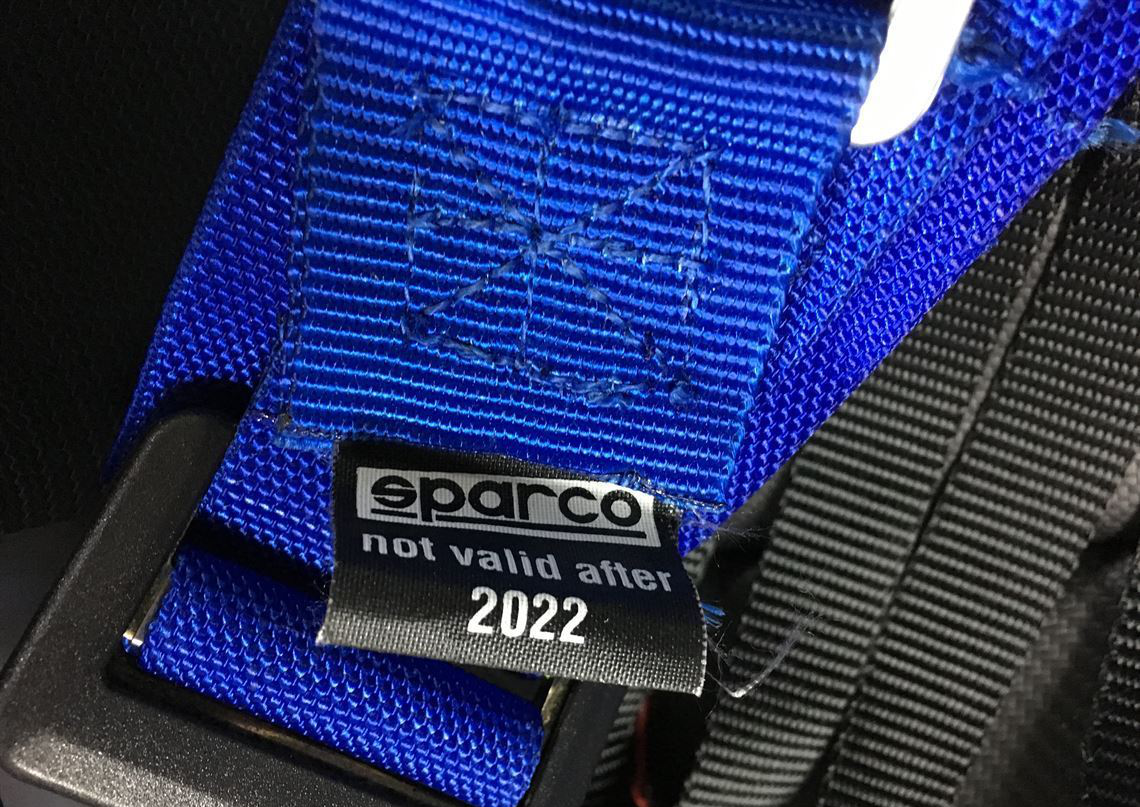 sparco
not valid after
2022